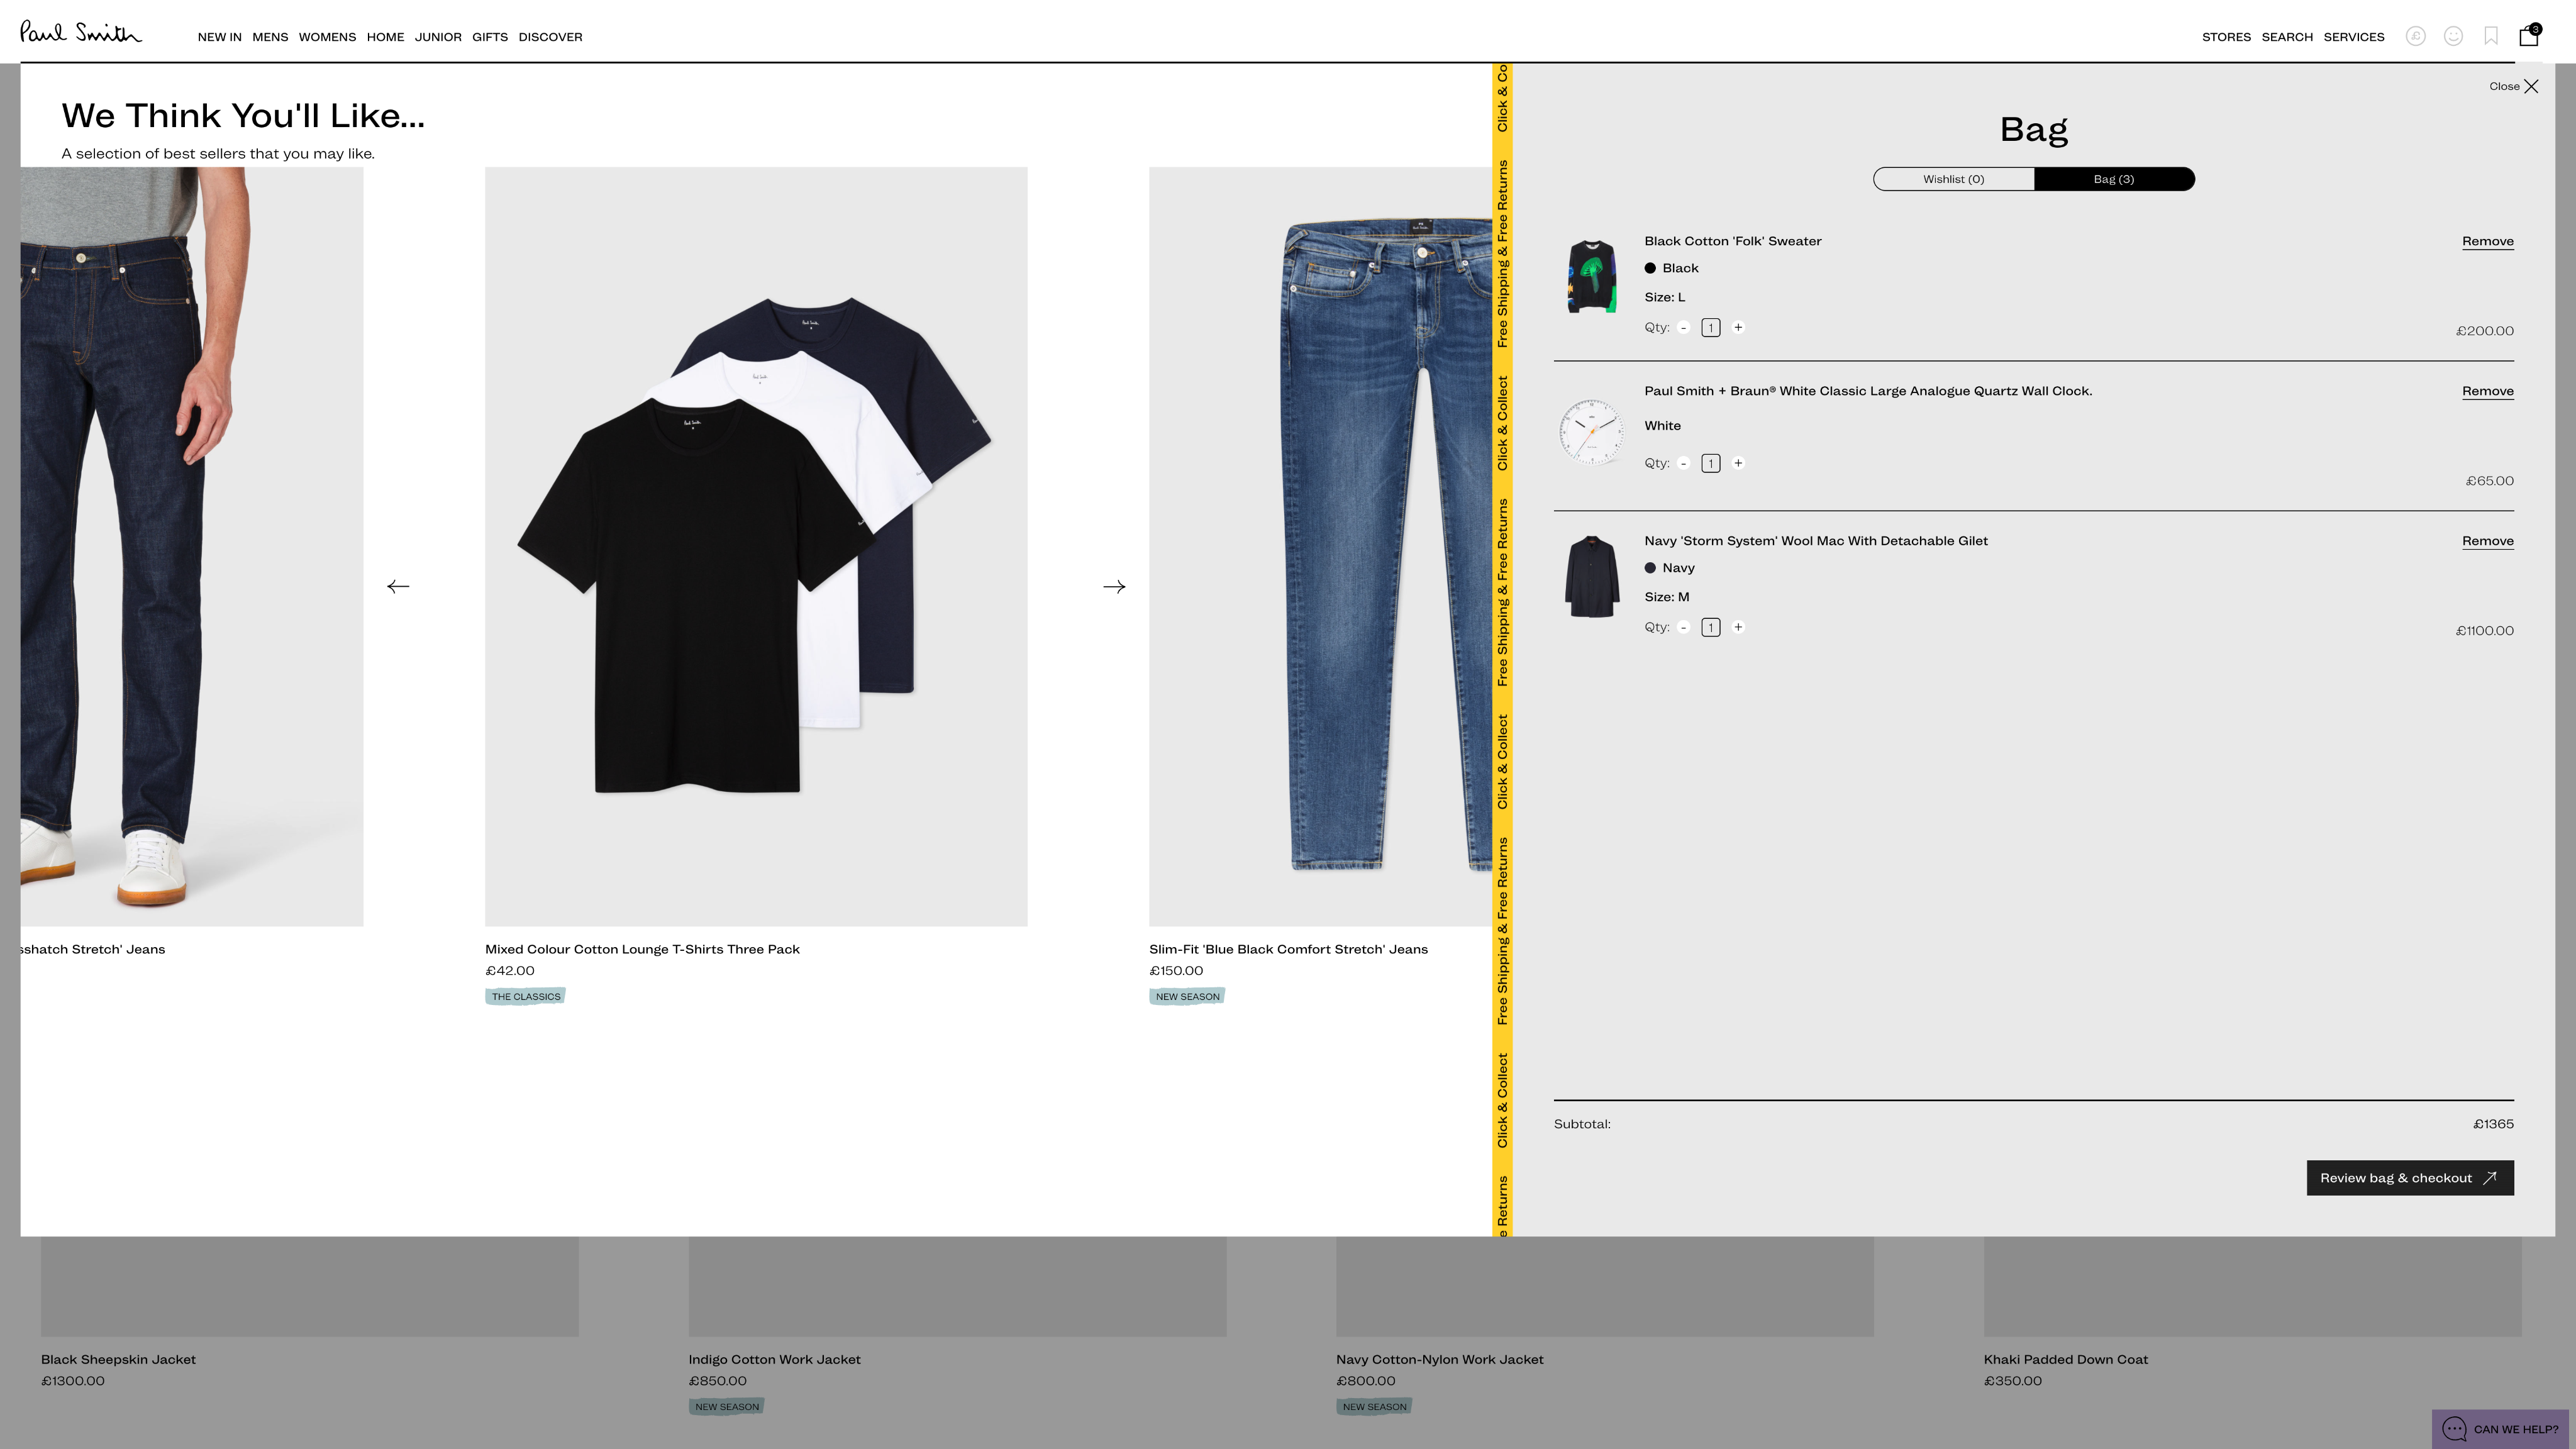 Paul Smith
NEW IN MENS WOMENS HOME JUNIOR GIFTS DISCOVER
STORES SEARCH SERVICES
3
We Think You'll Like...
A selection of best sellers that you may like.
sshatch Stretch' Jeans
Mixed Colour Cotton Lounge T-Shirts Three Pack
£42.00
THE CLASSICS
Slim-Fit 'Blue Black Comfort Stretch' Jeans
£150.00
NEW SEASON
Click & Co
Free Shipping & Free Returns
Click & Collect
Free Shipping & Free Returns
Click & Collect
Free Shipping & Free Returns
Click & Collect
e Returns
Close
Bag
Wishlist (0)
Bag (3)
Black Cotton 'Folk' Sweater
Remove
Black
Size: L
Qty: - 1 +
£200.00
Paul Smith + Braun® White Classic Large Analogue Quartz Wall Clock.
Remove
White
Qty: - 1 +
£65.00
Navy 'Storm System' Wool Mac With Detachable Gilet
Remove
Navy
Size: M
Qty: - 1 +
£1100.00
Subtotal:
£1365
Review bag & checkout
Black Sheepskin Jacket
£1300.00
Indigo Cotton Work Jacket
£850.00
NEW SEASON
Navy Cotton-Nylon Work Jacket
£800.00
NEW SEASON
Khaki Padded Down Coat
£350.00
CAN WE HELP?